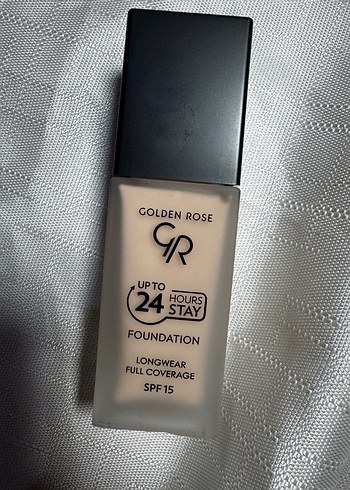 GOLDEN ROSE
GR
UP TO
24 HOURS
STAY
FOUNDATION
LONGWEAR
FULL COVERAGE
SPF 15